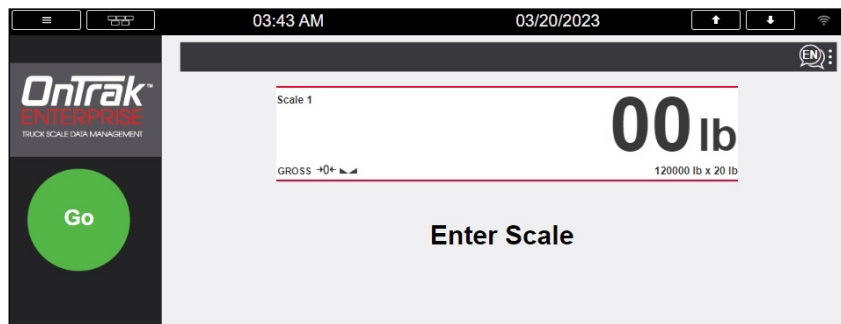 03:43 AM 03/20/2023
EN
OnTrak™
ENTERPRISE
TRUCK SCALE DATA MANAGEMENT
Scale 1
00 lb
GROSS →0←
120000 lb x 20 lb
Go
Enter Scale